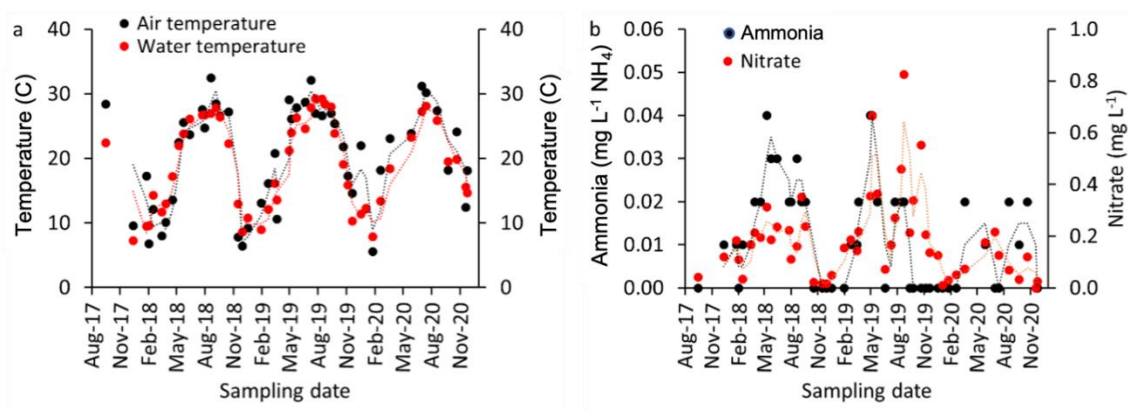 a
Air temperature
Water temperature
Temperature (C)
40
30
20
10
0
40
30
20
10
0
Temperature (C)
Aug-17
Nov-17
Feb-18
May-18
Aug-18
Nov-18
Feb-19
May-19
Aug-19
Nov-19
Feb-20
May-20
Aug-20
Nov-20
Sampling date
b
Ammonia
Nitrate
Ammonia (mg L-1 NH4)
0.06
0.05
0.04
0.03
0.02
0.01
0.00
1.0
0.8
0.6
0.4
0.2
0.0
Nitrate (mg L-1)
Aug-17
Nov-17
Feb-18
May-18
Aug-18
Nov-18
Feb-19
May-19
Aug-19
Nov-19
Feb-20
May-20
Aug-20
Nov-20
Sampling date